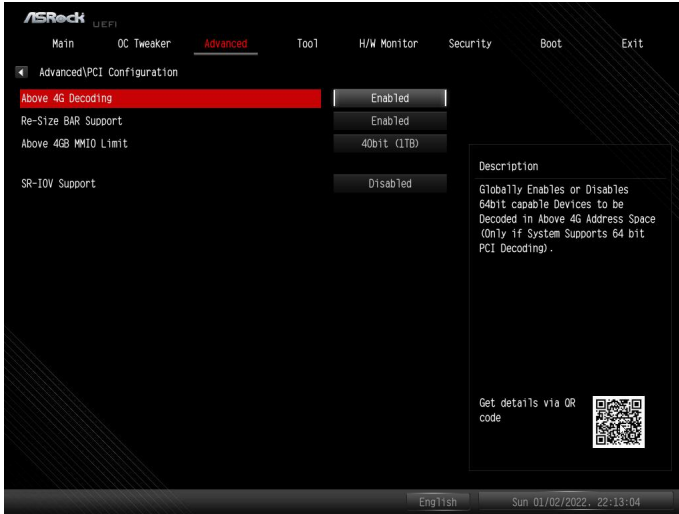 ASRock UEFI
Main OC Tweaker Advanced Tool H/W Monitor Security Boot Exit
Advanced\PCI Configuration
Above 4G Decoding Enabled
Re-Size BAR Support Enabled
Above 4GB MMIO Limit 40bit (1TB)
SR-IOV Support Disabled
Description
Globally Enables or Disables
64bit capable Devices to be
Decoded in Above 4G Address Space
(Only if System Supports 64 bit
PCI Decoding).
Get details via QR
code
English Sun 01/02/2022. 22:13:04